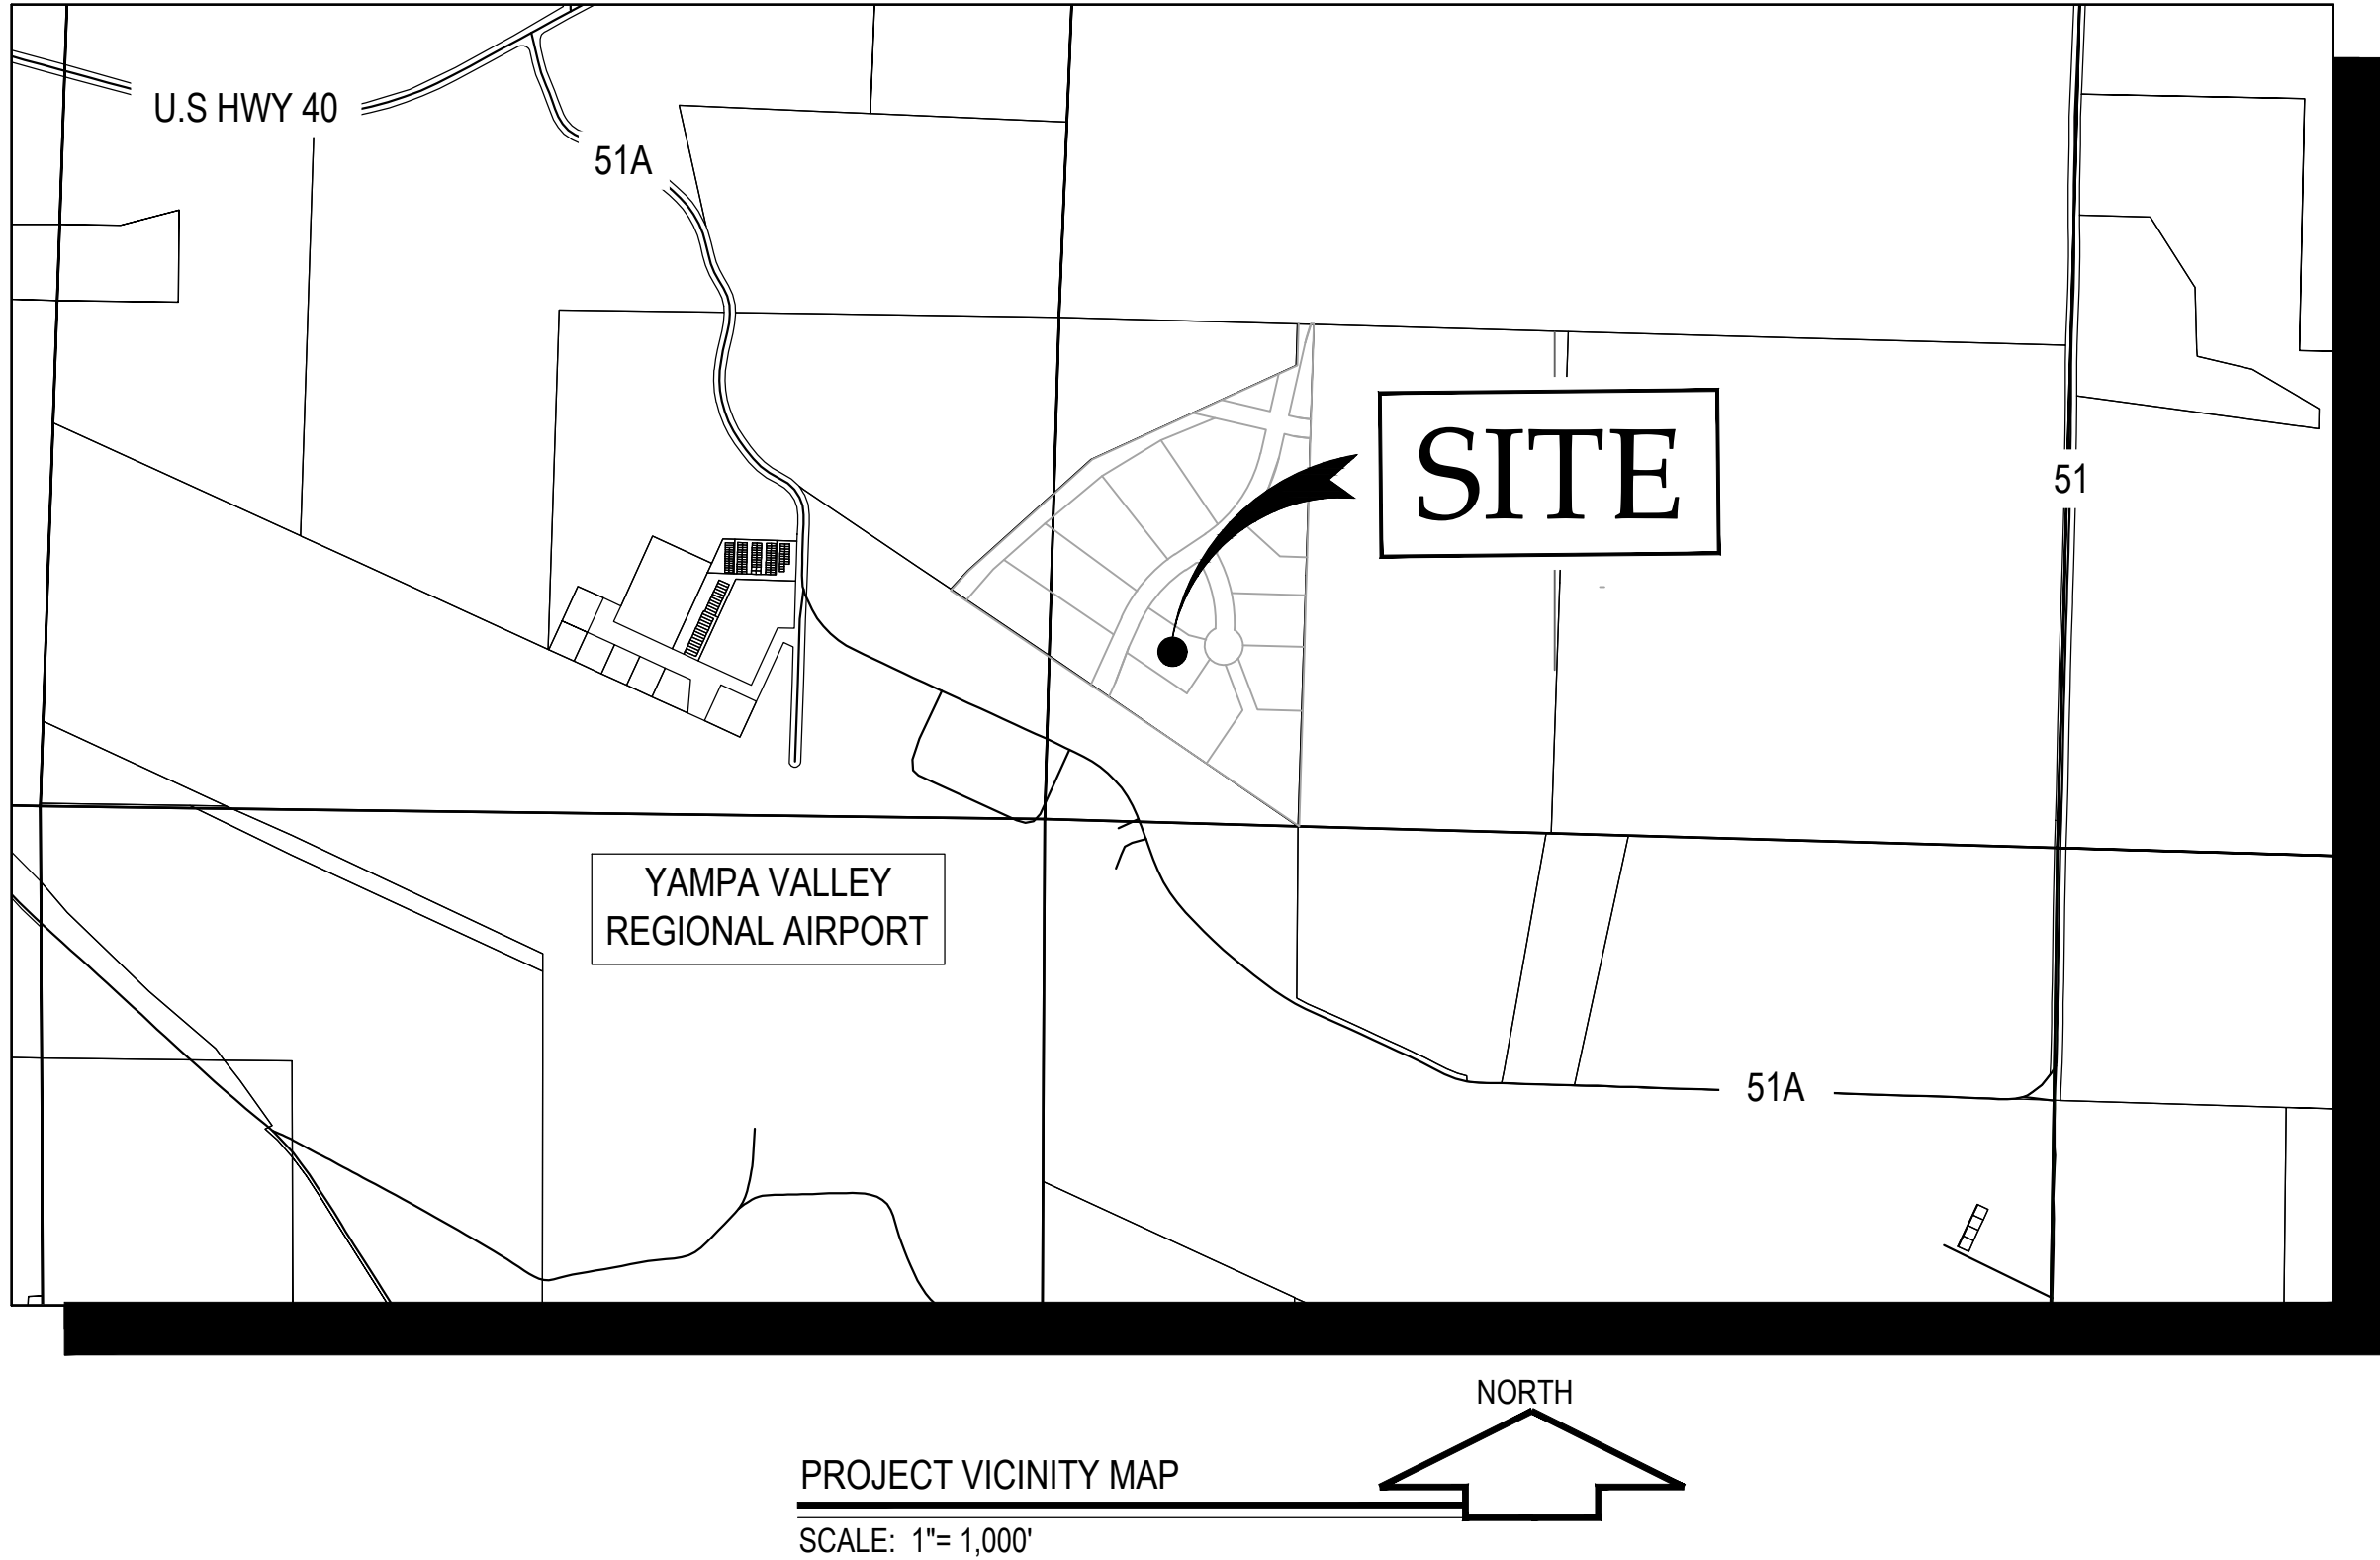 U.S HWY 40
51A
SITE
51
YAMPA VALLEY
REGIONAL AIRPORT
51A
NORTH
PROJECT VICINITY MAP
SCALE: 1"= 1,000'